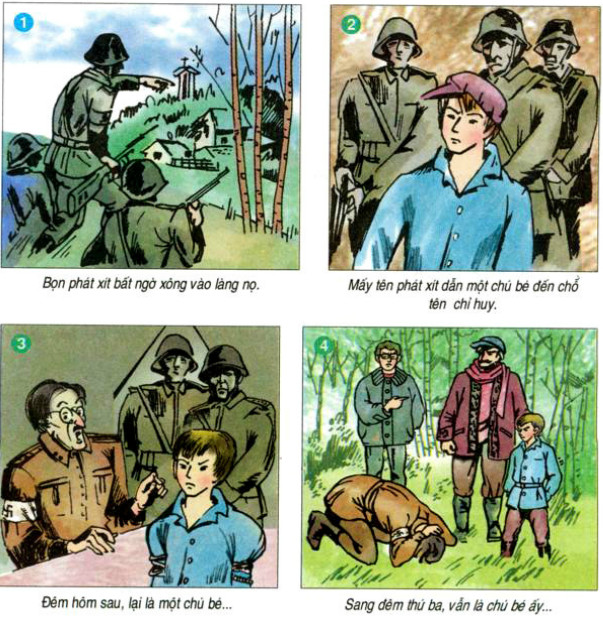 1
Bọn phát xít bất ngờ xông vào làng nọ.
2
Mấy tên phát xít dẫn một chú bé đến chỗ
tên chỉ huy.
3
Đêm hôm sau, lại là một chú bé...
4
Sang đêm thứ ba, vẫn là chú bé ấy...